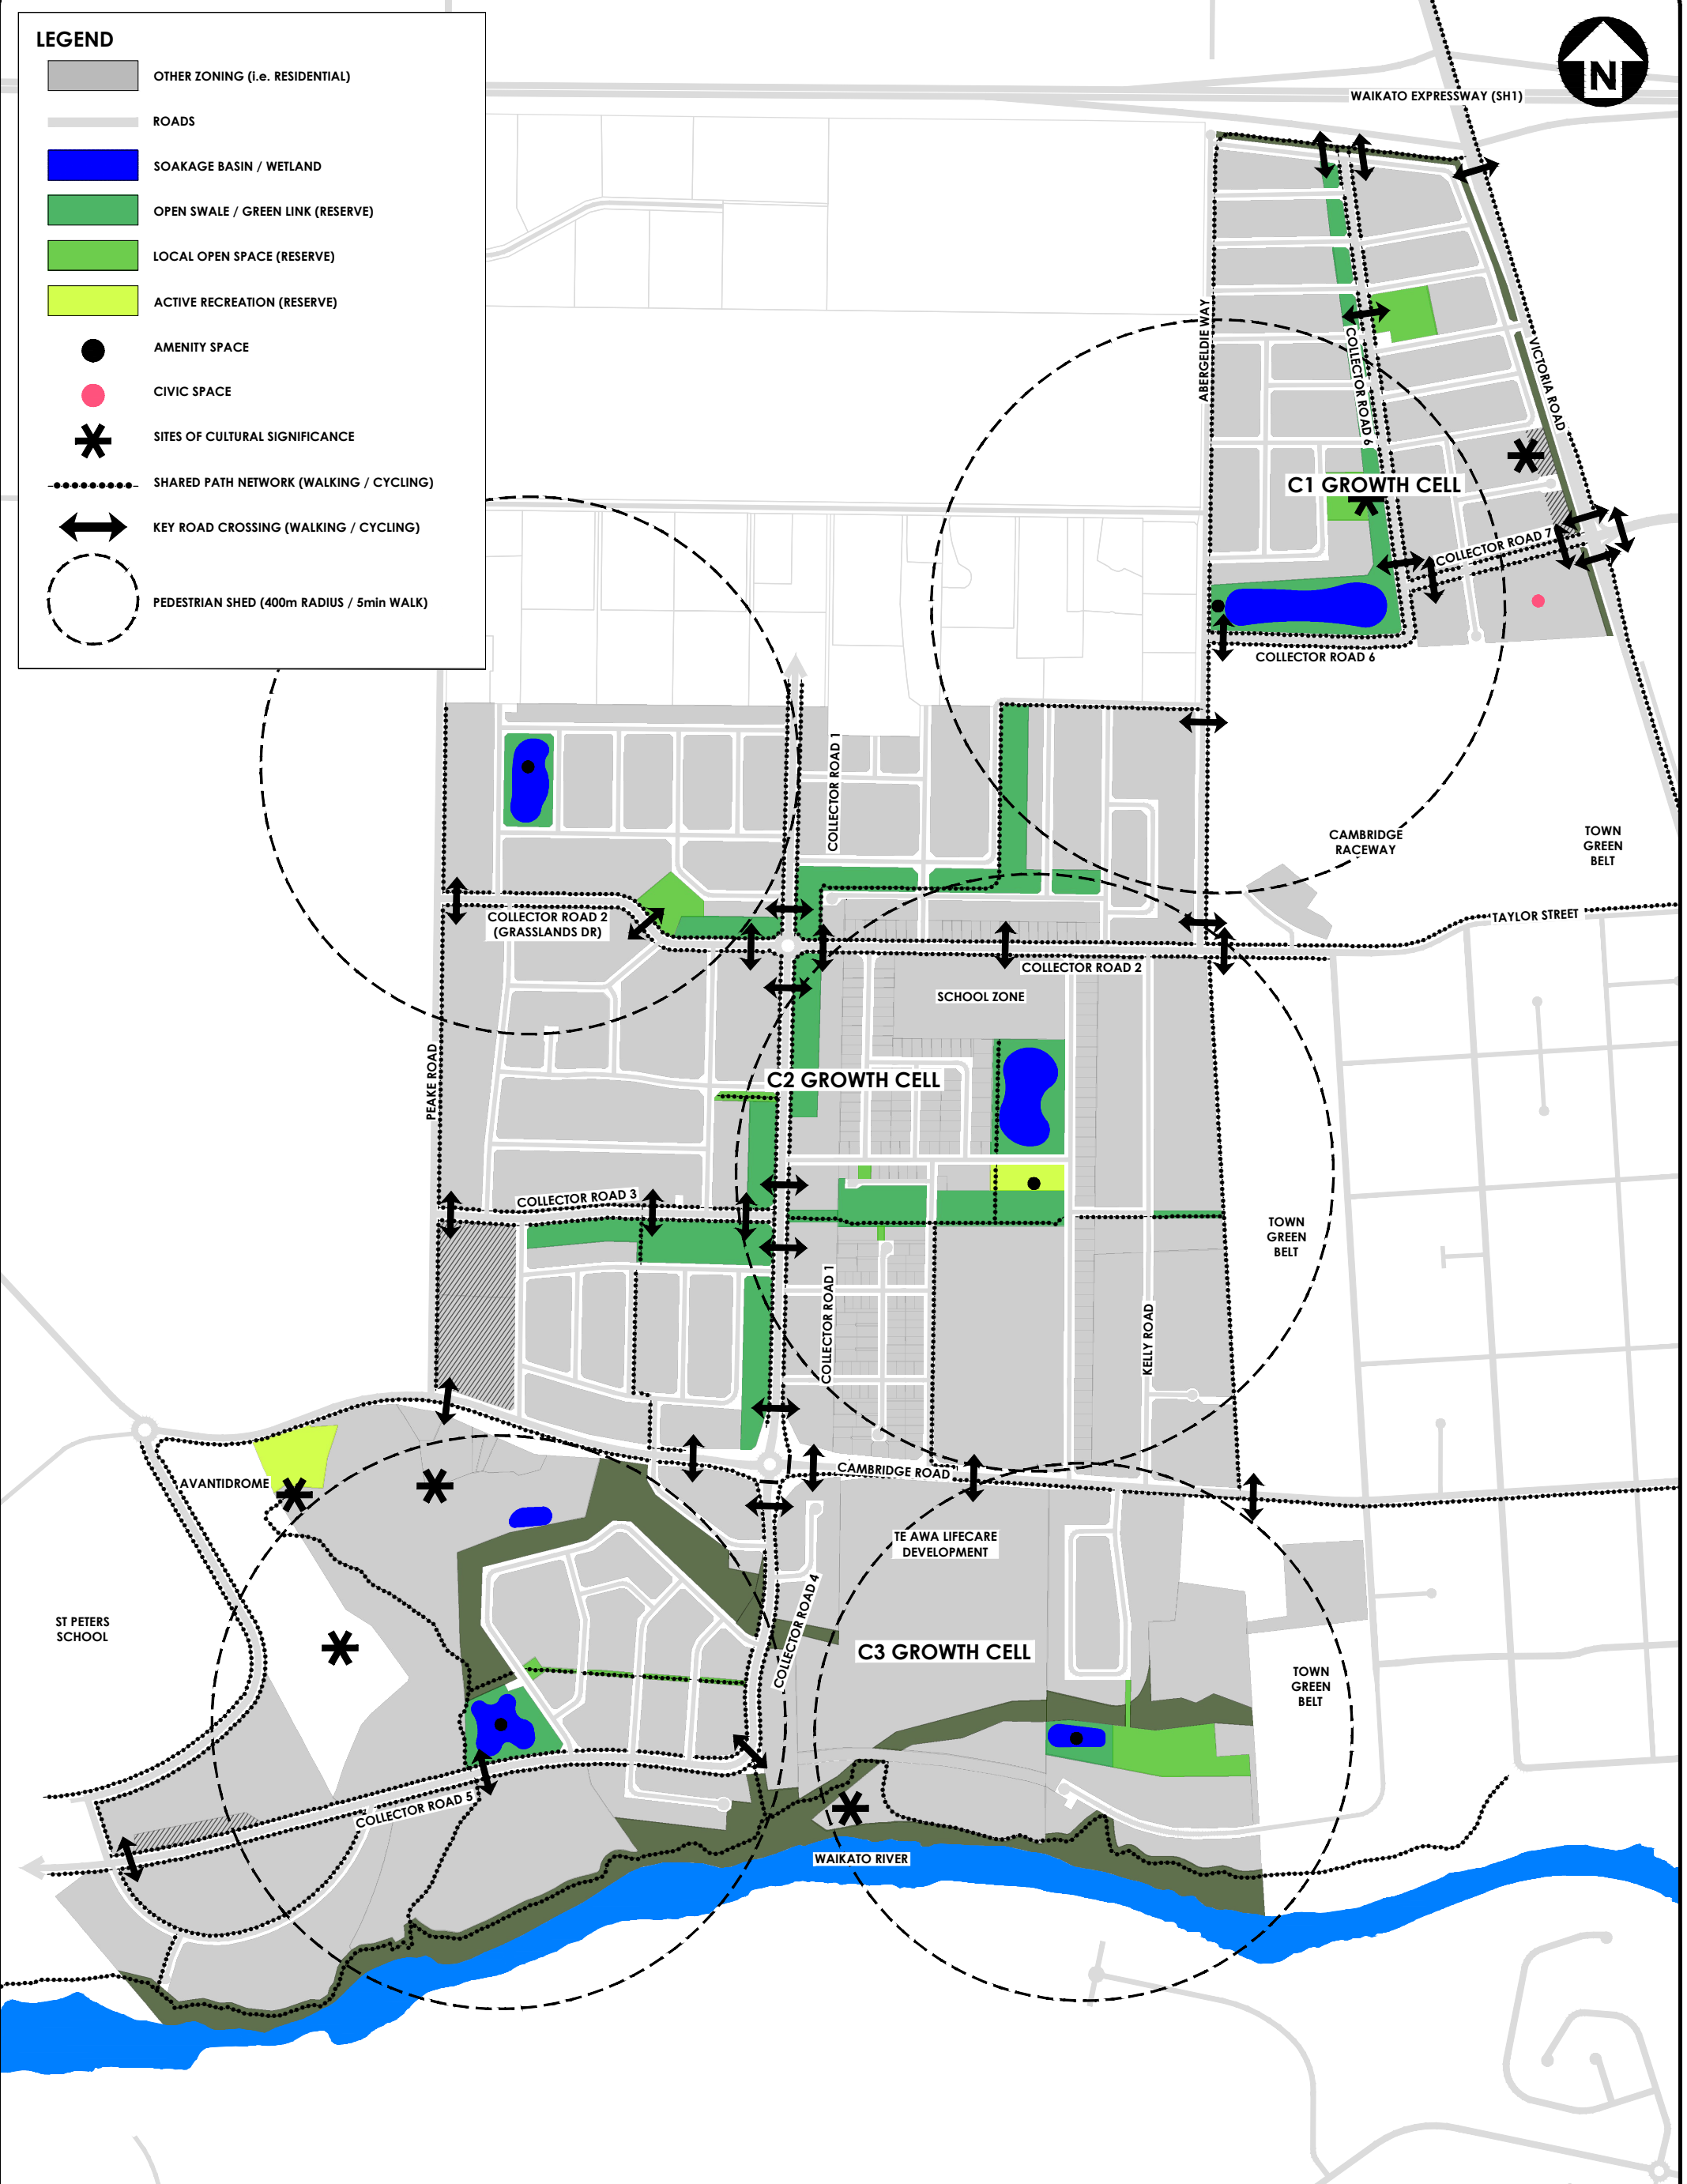 LEGEND
OTHER ZONING (i.e. RESIDENTIAL)
ROADS
SOAKAGE BASIN / WETLAND
OPEN SWALE / GREEN LINK (RESERVE)
LOCAL OPEN SPACE (RESERVE)
ACTIVE RECREATION (RESERVE)
AMENITY SPACE
CIVIC SPACE
SITES OF CULTURAL SIGNIFICANCE
SHARED PATH NETWORK (WALKING / CYCLING)
KEY ROAD CROSSING (WALKING / CYCLING)
PEDESTRIAN SHED (400m RADIUS / 5min WALK)
N
WAIKATO EXPRESSWAY (SH1)
ABERGELDIE WAY
COLLECTOR ROAD 6
VICTORIA ROAD
C1 GROWTH CELL
COLLECTOR ROAD 7
COLLECTOR ROAD 6
COLLECTOR ROAD 1
CAMBRIDGE
RACEWAY
TOWN
GREEN
BELT
TAYLOR STREET
COLLECTOR ROAD 2
(GRASSLANDS DR)
COLLECTOR ROAD 2
SCHOOL ZONE
PEAKE ROAD
C2 GROWTH CELL
COLLECTOR ROAD 3
TOWN
GREEN
BELT
COLLECTOR ROAD 1
KELLY ROAD
CAMBRIDGE ROAD
AVANTIDROME
TE AWA LIFECARE
DEVELOPMENT
ST PETERS
SCHOOL
COLLECTOR ROAD 4
C3 GROWTH CELL
TOWN
GREEN
BELT
COLLECTOR ROAD 5
WAIKATO RIVER